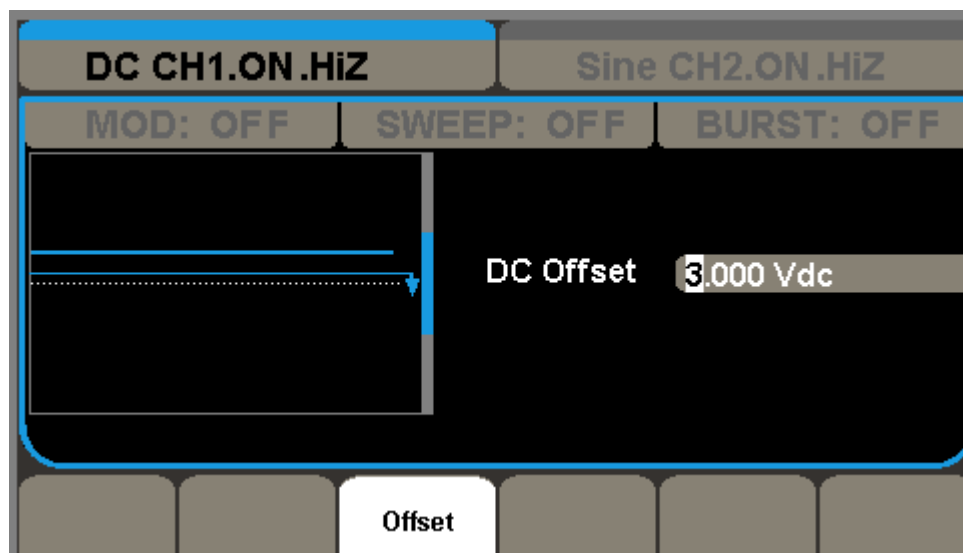 DC CH1.ON.HiZ
Sine CH2.ON.HiZ
MOD: OFF
SWEEP: OFF
BURST: OFF
DC Offset
3.000 Vdc
Offset